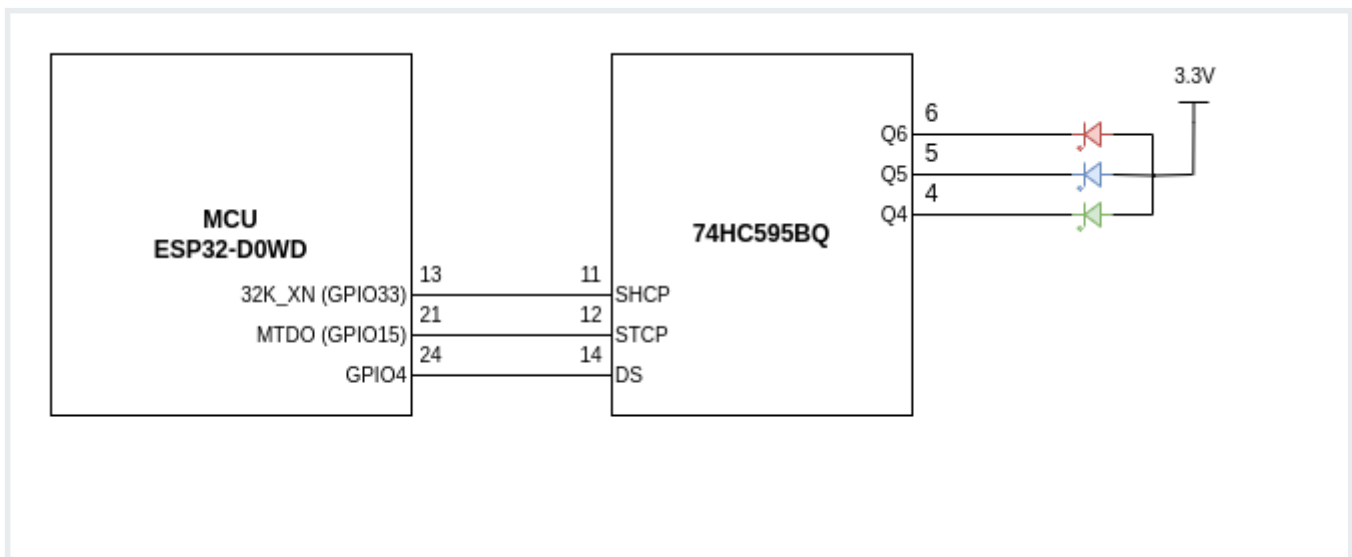 3.3V
6
Q6
5
Q5
4
Q4
MCU
ESP32-D0WD
74HC595BQ
13
11
32K_XN (GPIO33)
SHCP
21
12
MTDO (GPIO15)
STCP
24
14
GPIO4
DS